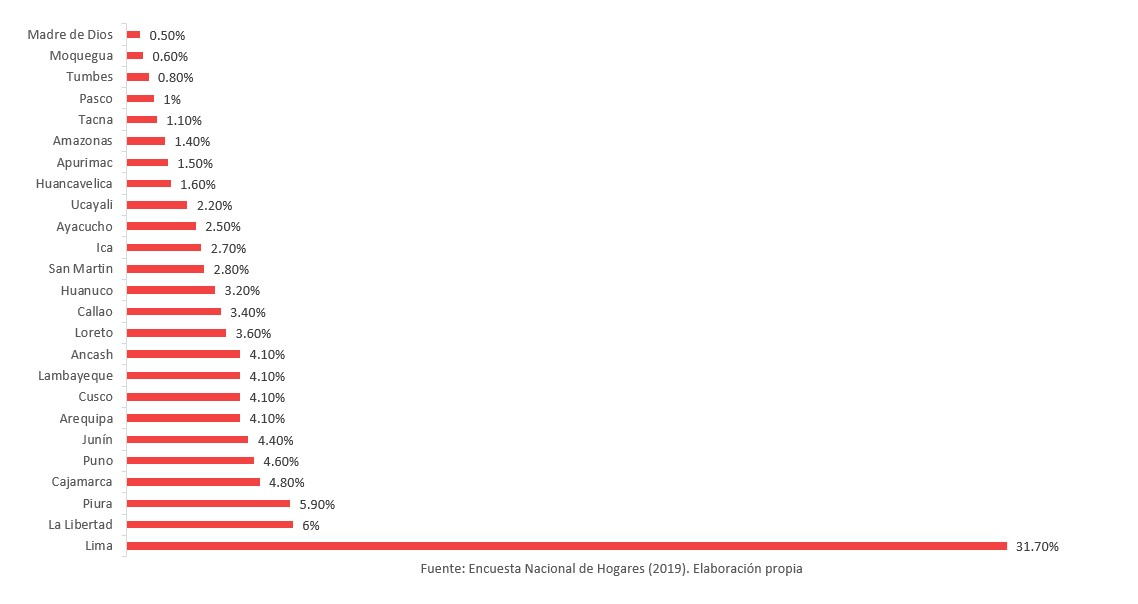 Madre de Dios 0.50%
Moquegua 0.60%
Tumbes 0.80%
Pasco 1%
Tacna 1.10%
Amazonas 1.40%
Apurimac 1.50%
Huancavelica 1.60%
Ucayali 2.20%
Ayacucho 2.50%
Ica 2.70%
San Martin 2.80%
Huanuco 3.20%
Callao 3.40%
Loreto 3.60%
Ancash 4.10%
Lambayeque 4.10%
Cusco 4.10%
Arequipa 4.10%
Junín 4.40%
Puno 4.60%
Cajamarca 4.80%
Piura 5.90%
La Libertad 6%
Lima 31.70%
Fuente: Encuesta Nacional de Hogares (2019). Elaboración propia